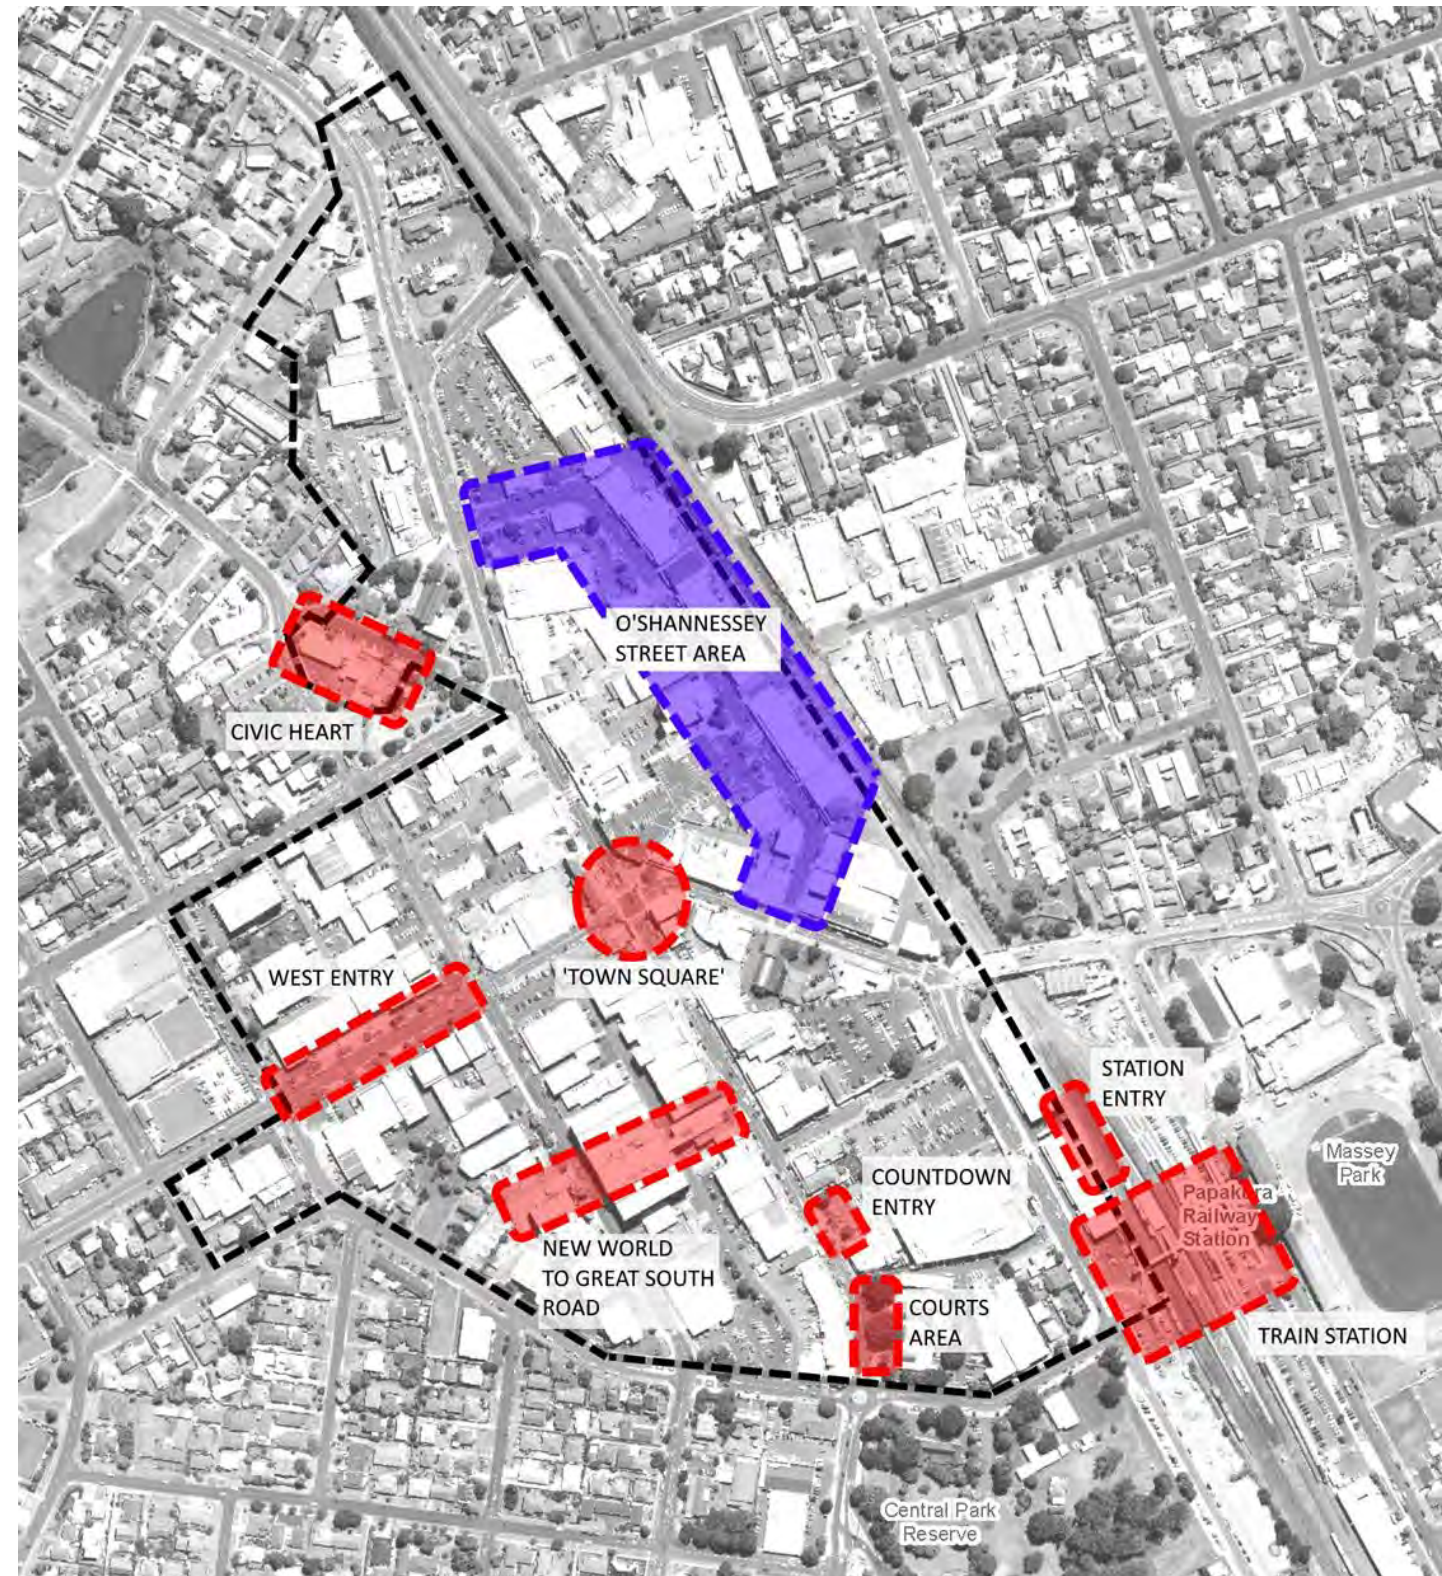 O'SHANNESSEY
STREET AREA
CIVIC HEART
WEST ENTRY
'TOWN SQUARE'
STATION
ENTRY
Massey
Park
COUNTDOWN
ENTRY
Papakura
Railway
Station
NEW WORLD
TO GREAT SOUTH
ROAD
COURTS
AREA
TRAIN STATION
Central Park
Reserve